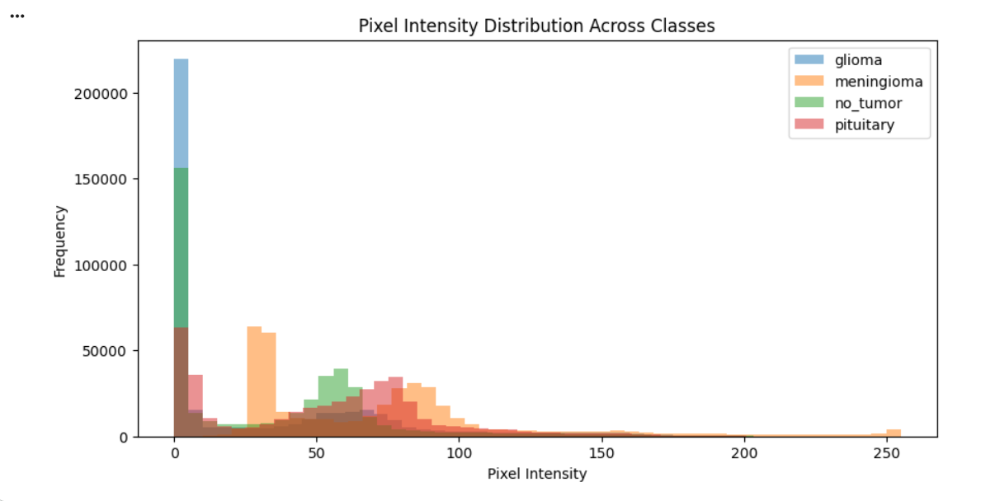 ...
Pixel Intensity Distribution Across Classes
glioma
meningioma
no_tumor
pituitary
200000
150000
100000
50000
0
Frequency
0 50 100 150 200 250
Pixel Intensity